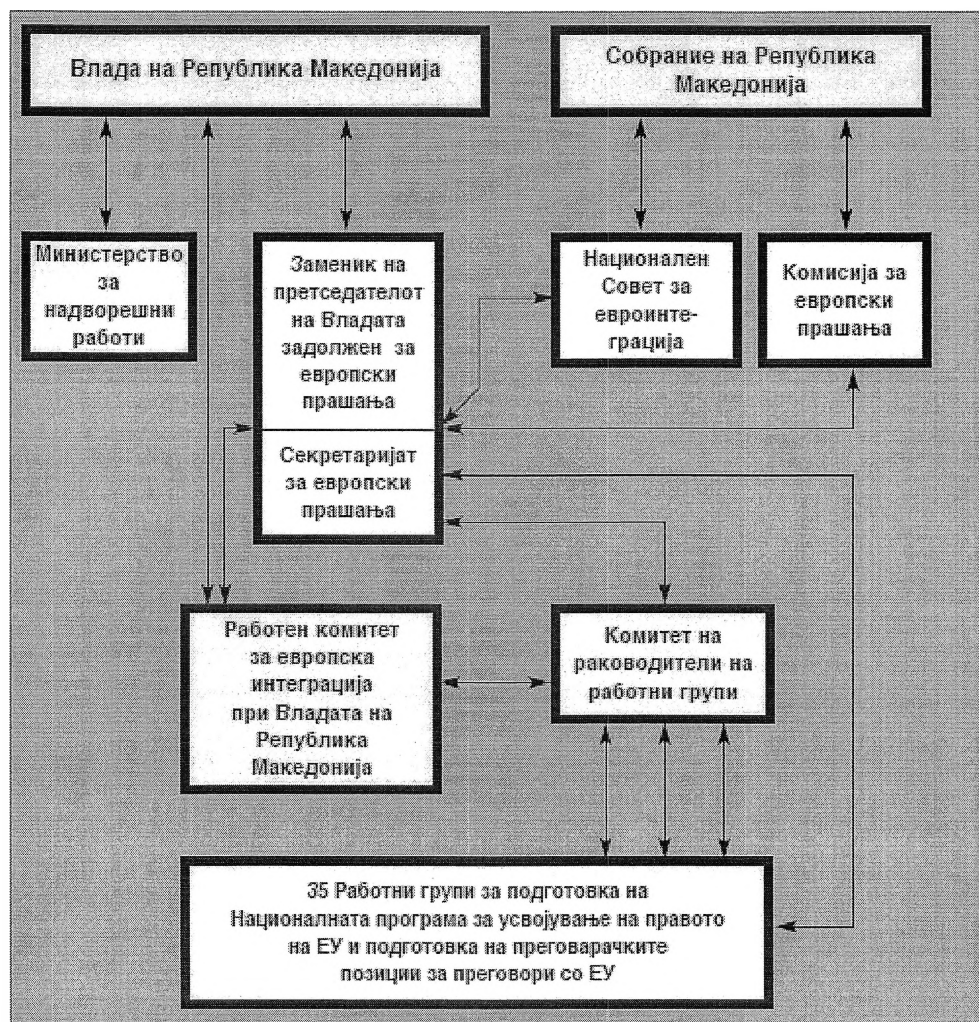 Влада на Република Македонија
Собрание на Република
Македонија
Министерство
за
надворешни
работи
Заменик на
претседателот
на Владата
задолжен за
европски
прашања
Секретаријат
за европски
прашања
Национален
Совет за
евроинте-
грација
Комисија за
европски
прашања
Работен комитет
за европска
интеграција
при Владата на
Република
Македонија
Комитет на
раководители на
работни групи
35 Работни групи за подготовка на
Националната програма за усвојување на правото
на ЕУ и подготовка на преговарачките
позиции за преговори со ЕУ